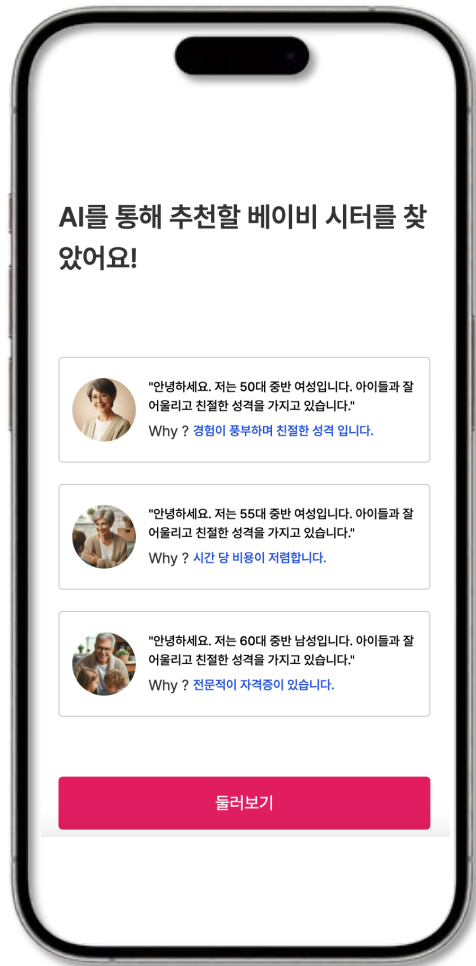 AI를 통해 추천할 베이비 시터를 찾
았어요!
"안녕하세요. 저는 50대 중반 여성입니다. 아이들과 잘
어울리고 친절한 성격을 가지고 있습니다."
Why ? 경험이 풍부하며 친절한 성격 입니다.
"안녕하세요. 저는 55대 중반 여성입니다. 아이들과 잘
어울리고 친절한 성격을 가지고 있습니다."
Why ? 시간 당 비용이 저렴합니다.
"안녕하세요. 저는 60대 중반 남성입니다. 아이들과 잘
어울리고 친절한 성격을 가지고 있습니다."
Why ? 전문적이 자격증이 있습니다.
둘러보기